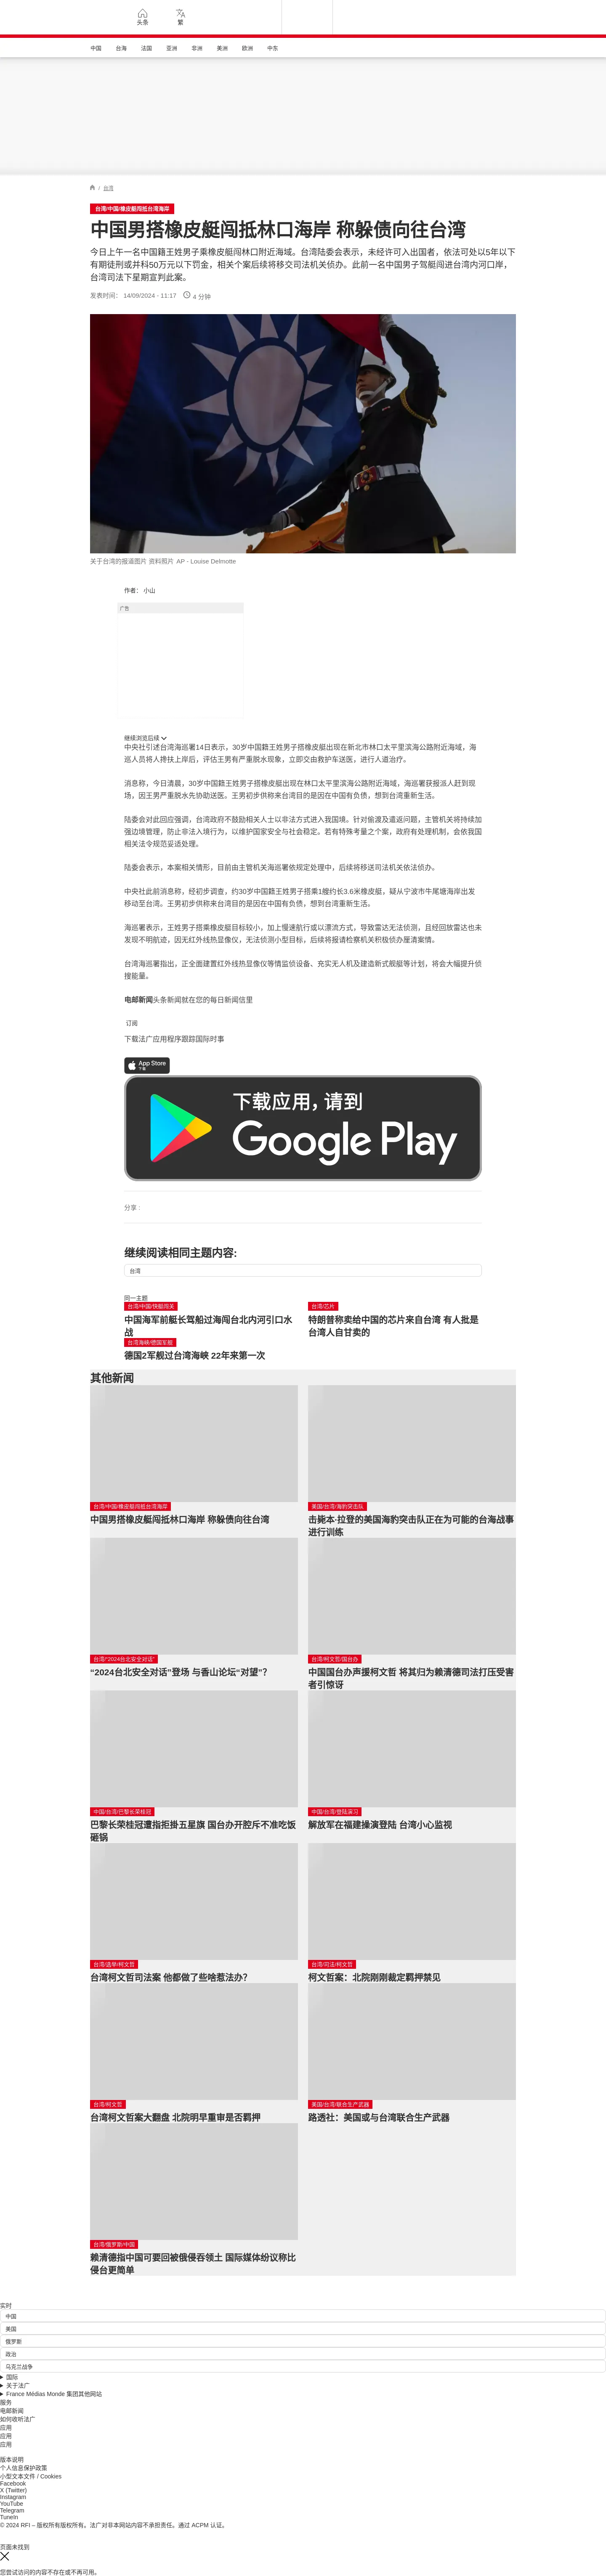 头条
繁
中国
台海
法国
亚洲
非洲
美洲
欧洲
中东
/ 台湾
台湾/中国/橡皮艇闯抵台湾海岸
中国男搭橡皮艇闯抵林口海岸 称躲债向往台湾
今日上午一名中国籍王姓男子乘橡皮艇闯林口附近海域。台湾陆委会表示，未经许可入出国者，依法可处以5年以下
有期徒刑或并科50万元以下罚金，相关个案后续将移交司法机关侦办。此前一名中国男子驾艇闯进台湾内河口岸，
台湾司法下星期宣判此案。
发表时间： 14/09/2024 - 11:17
4 分钟
关于台湾的报道图片 资料照片 AP - Louise Delmotte
作者： 小山
广告
继续浏览后续
中央社引述台湾海巡署14日表示，30岁中国籍王姓男子搭橡皮艇出现在新北市林口太平里滨海公路附近海域，海
巡人员将人搀扶上岸后，评估王男有严重脱水现象，立即交由救护车送医，进行人道治疗。
消息称，今日清晨，30岁中国籍王姓男子搭橡皮艇出现在林口太平里滨海公路附近海域，海巡署获报派人赶到现
场，因王男严重脱水先协助送医。王男初步供称来台湾目的是因在中国有负债，想到台湾重新生活。
陆委会对此回应强调，台湾政府不鼓励相关人士以非法方式进入我国境。针对偷渡及遣返问题，主管机关将持续加
强边境管理，防止非法入境行为，以维护国家安全与社会稳定。若有特殊考量之个案，政府有处理机制，会依我国
相关法令规范妥适处理。
陆委会表示，本案相关情形，目前由主管机关海巡署依规定处理中，后续将移送司法机关依法侦办。
中央社此前消息称，经初步调查，约30岁中国籍王姓男子搭乘1艘约长3.6米橡皮艇，疑从宁波市牛尾塘海岸出发
移动至台湾。王男初步供称来台湾目的是因在中国有负债，想到台湾重新生活。
海巡署表示，王姓男子搭乘橡皮艇目标较小，加上慢速航行或以漂流方式，导致雷达无法侦测，且经回放雷达也未
发现不明航迹，因无红外线热显像仪，无法侦测小型目标，后续将报请检察机关积极侦办厘清案情。
台湾海巡署指出，正全面建置红外线热显像仪等情监侦设备、充实无人机及建造新式舰艇等计划，将会大幅提升侦
搜能量。
电邮新闻头条新闻就在您的每日新闻信里
订阅
下载法广应用程序跟踪国际时事
App Store
下载
下载应用，请到
Google Play
分享 :
继续阅读相同主题内容:
台湾
同一主题
台湾/中国/快艇闯关
中国海军前艇长驾船过海闯台北内河引口水
战
台湾/芯片
特朗普称卖给中国的芯片来自台湾 有人批是
台湾人自甘卖的
台湾海峡/德国军舰
德国2军舰过台湾海峡 22年来第一次
其他新闻
台湾/中国/橡皮艇闯抵台湾海岸
中国男搭橡皮艇闯抵林口海岸 称躲债向往台湾
美国/台湾/海豹突击队
击毙本·拉登的美国海豹突击队正在为可能的台海战事
进行训练
台湾/“2024台北安全对话”
“2024台北安全对话”登场 与香山论坛“对望”？
台湾/柯文哲/国台办
中国国台办声援柯文哲 将其归为赖清德司法打压受害
者引惊讶
中国/台湾/巴黎长荣桂冠
巴黎长荣桂冠遭指拒掛五星旗 国台办开腔斥不准吃饭
砸锅
中国/台湾/登陆演习
解放军在福建操演登陆 台湾小心监视
台湾/选举/柯文哲
台湾柯文哲司法案 他都做了些啥惹法办？
台湾/司法/柯文哲
柯文哲案：北院刚刚裁定羁押禁见
台湾/柯文哲
台湾柯文哲案大翻盘 北院明早重审是否羁押
美国/台湾/联合生产武器
路透社：美国或与台湾联合生产武器
台湾/俄罗斯/中国
赖清德指中国可要回被俄侵吞领土 国际媒体纷议称比
侵台更简单
实时
中国
美国
俄罗斯
政治
乌克兰战争
国际
关于法广
France Médias Monde 集团其他网站
服务
电邮新闻
如何收听法广
应用
应用
应用
版本说明
个人信息保护政策
小型文本文件 / Cookies
Facebook
X (Twitter)
Instagram
YouTube
Telegram
TuneIn
© 2024 RFI – 版权所有版权所有。法广对非本网站内容不承担责任。通过 ACPM 认证。
页面未找到
您尝试访问的内容不存在或不再可用。